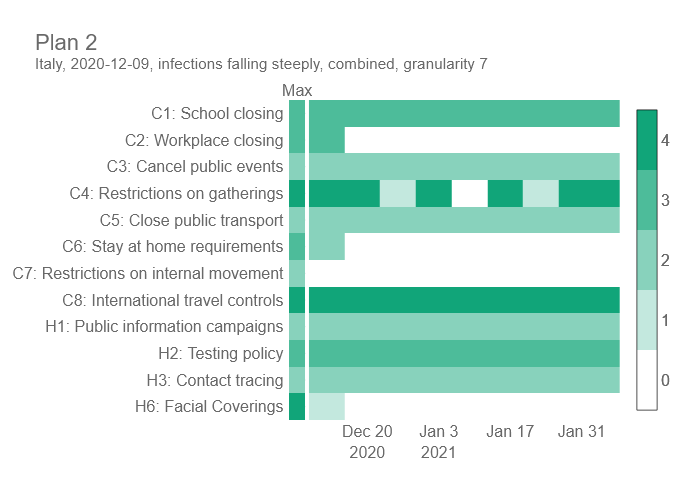 Plan 2
Italy, 2020-12-09, infections falling steeply, combined, granularity 7
Max
C1: School closing
C2: Workplace closing
C3: Cancel public events
C4: Restrictions on gatherings
C5: Close public transport
C6: Stay at home requirements
C7: Restrictions on internal movement
C8: International travel controls
H1: Public information campaigns
H2: Testing policy
H3: Contact tracing
H6: Facial Coverings
Dec 20 Jan 3 Jan 17 Jan 31
2020 2021
4
3
2
1
0